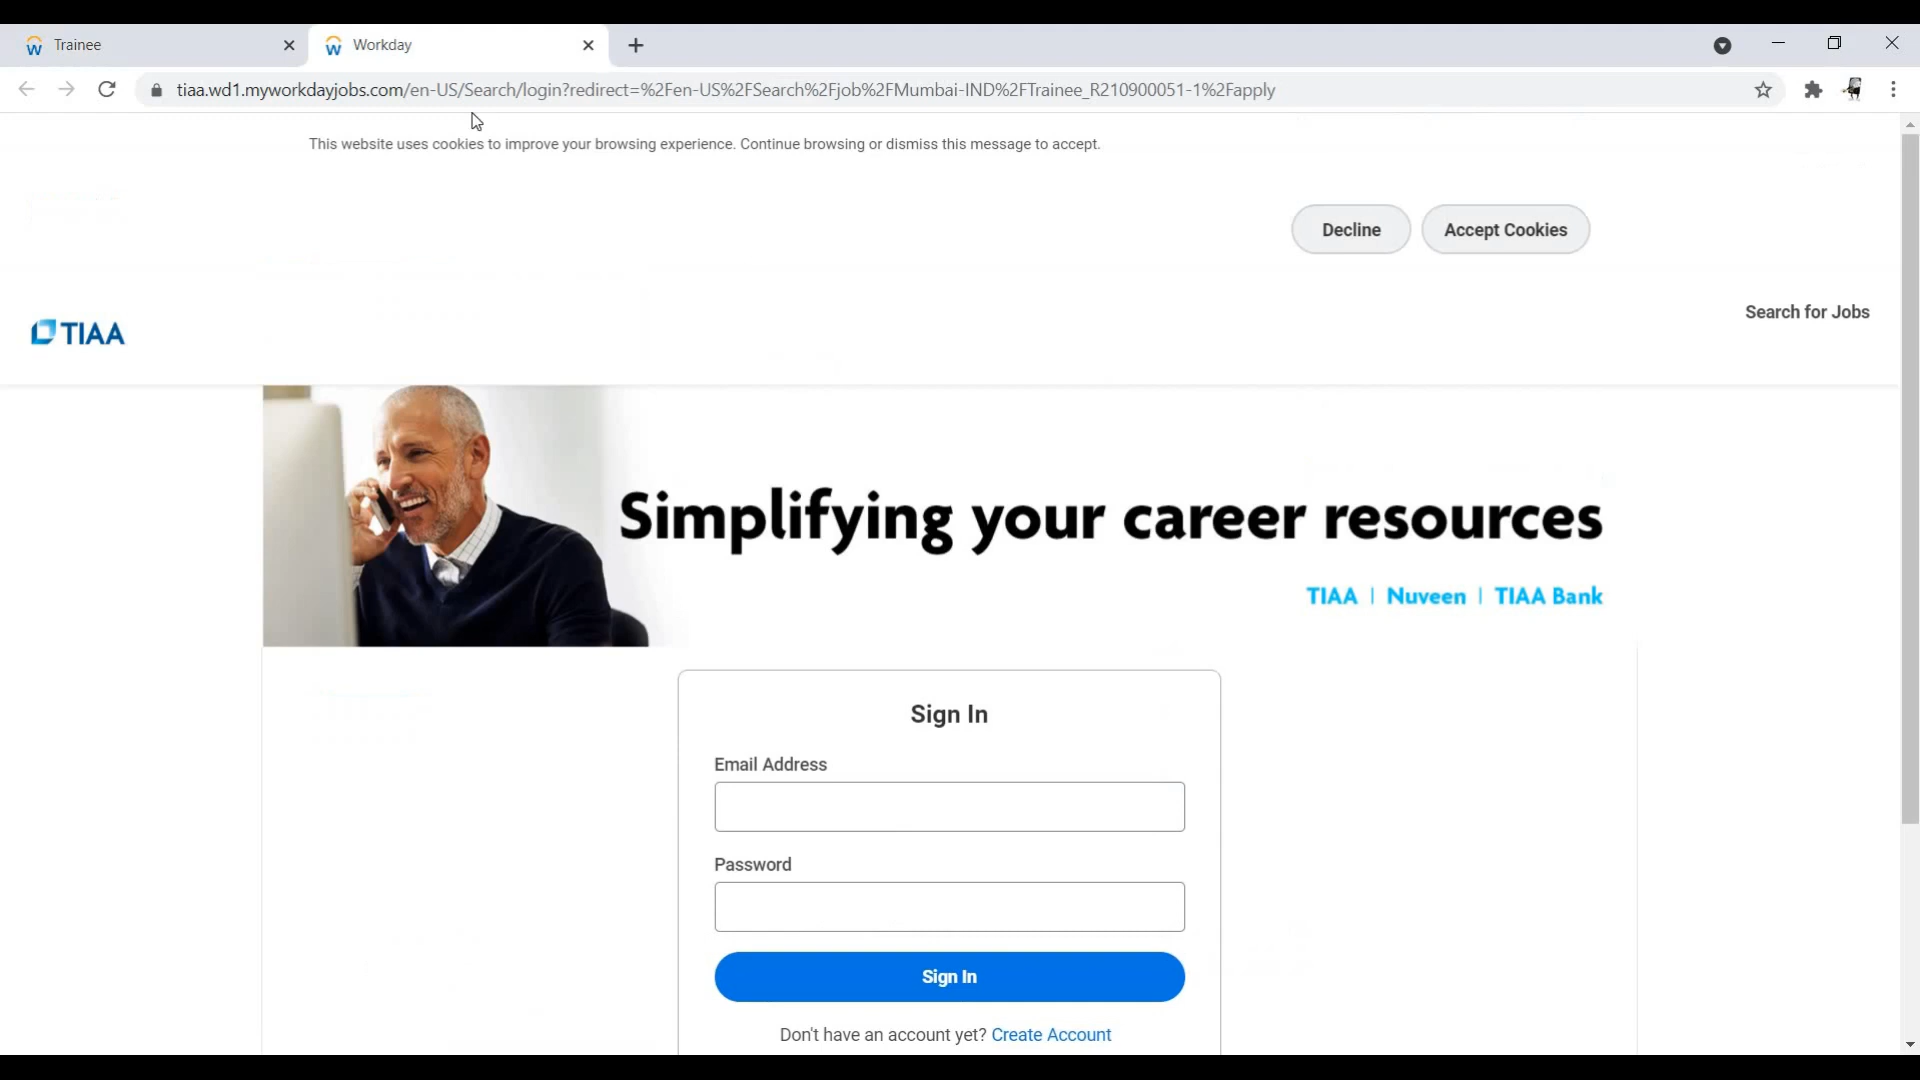 Trainee
Workday
tiaa.wd1.myworkdayjobs.com/en-US/Search/login?redirect=%2Fen-US%2FSearch%2Fjob%2FMumbai-IND%2FTrainee_R210900051-1%2Fapply
This website uses cookies to improve your browsing experience. Continue browsing or dismiss this message to accept.
Decline
Accept Cookies
Search for Jobs
TIAA
Simplifying your career resources
TIAA | Nuveen | TIAA Bank
Sign In
Email Address
Password
Sign In
Don't have an account yet? Create Account